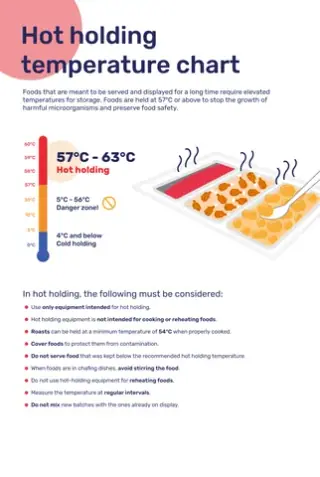 Hot holding
temperature chart
Foods that are meant to be served and displayed for a long time require elevated
temperatures for storage. Foods are held at 57°C or above to stop the growth of
harmful microorganisms and preserve food safety.
57°C - 63°C
Hot holding
57°C
5°C - 56°C
Danger zone!
4°C and below
Cold holding
0°C
In hot holding, the following must be considered:
Use only equipment intended for hot holding.
Hot holding equipment is not intended for cooking or reheating foods.
Roasts can be held at a minimum temperature of 54°C when properly cooked.
Cover foods to protect them from contamination.
Do not serve food that was kept below the recommended hot holding temperature
When foods are in chafing dishes, avoid stirring the food.
Do not use hot-holding equipment for reheating foods.
Measure the temperature at regular intervals.
Do not mix new batches with the ones already on display.